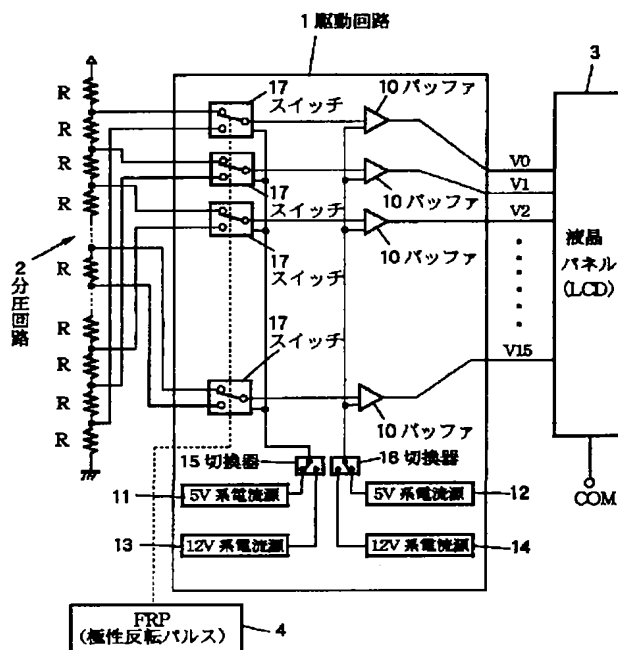 1 駆動回路
3
17
スイッチ
10 バッファ
R
R
R
R
R
R
R
R
R
2 分圧回路
17
スイッチ
10 バッファ
17
スイッチ
10 バッファ
17
スイッチ
10 バッファ
V0
V1
V2
V15
液晶
パネル
(LCD)
COM
15 切換器
16 切換器
11
5V 系電流源
5V 系電流源
12
13
12V 系電流源
12V 系電流源
14
FRP
(極性反転パルス)
4